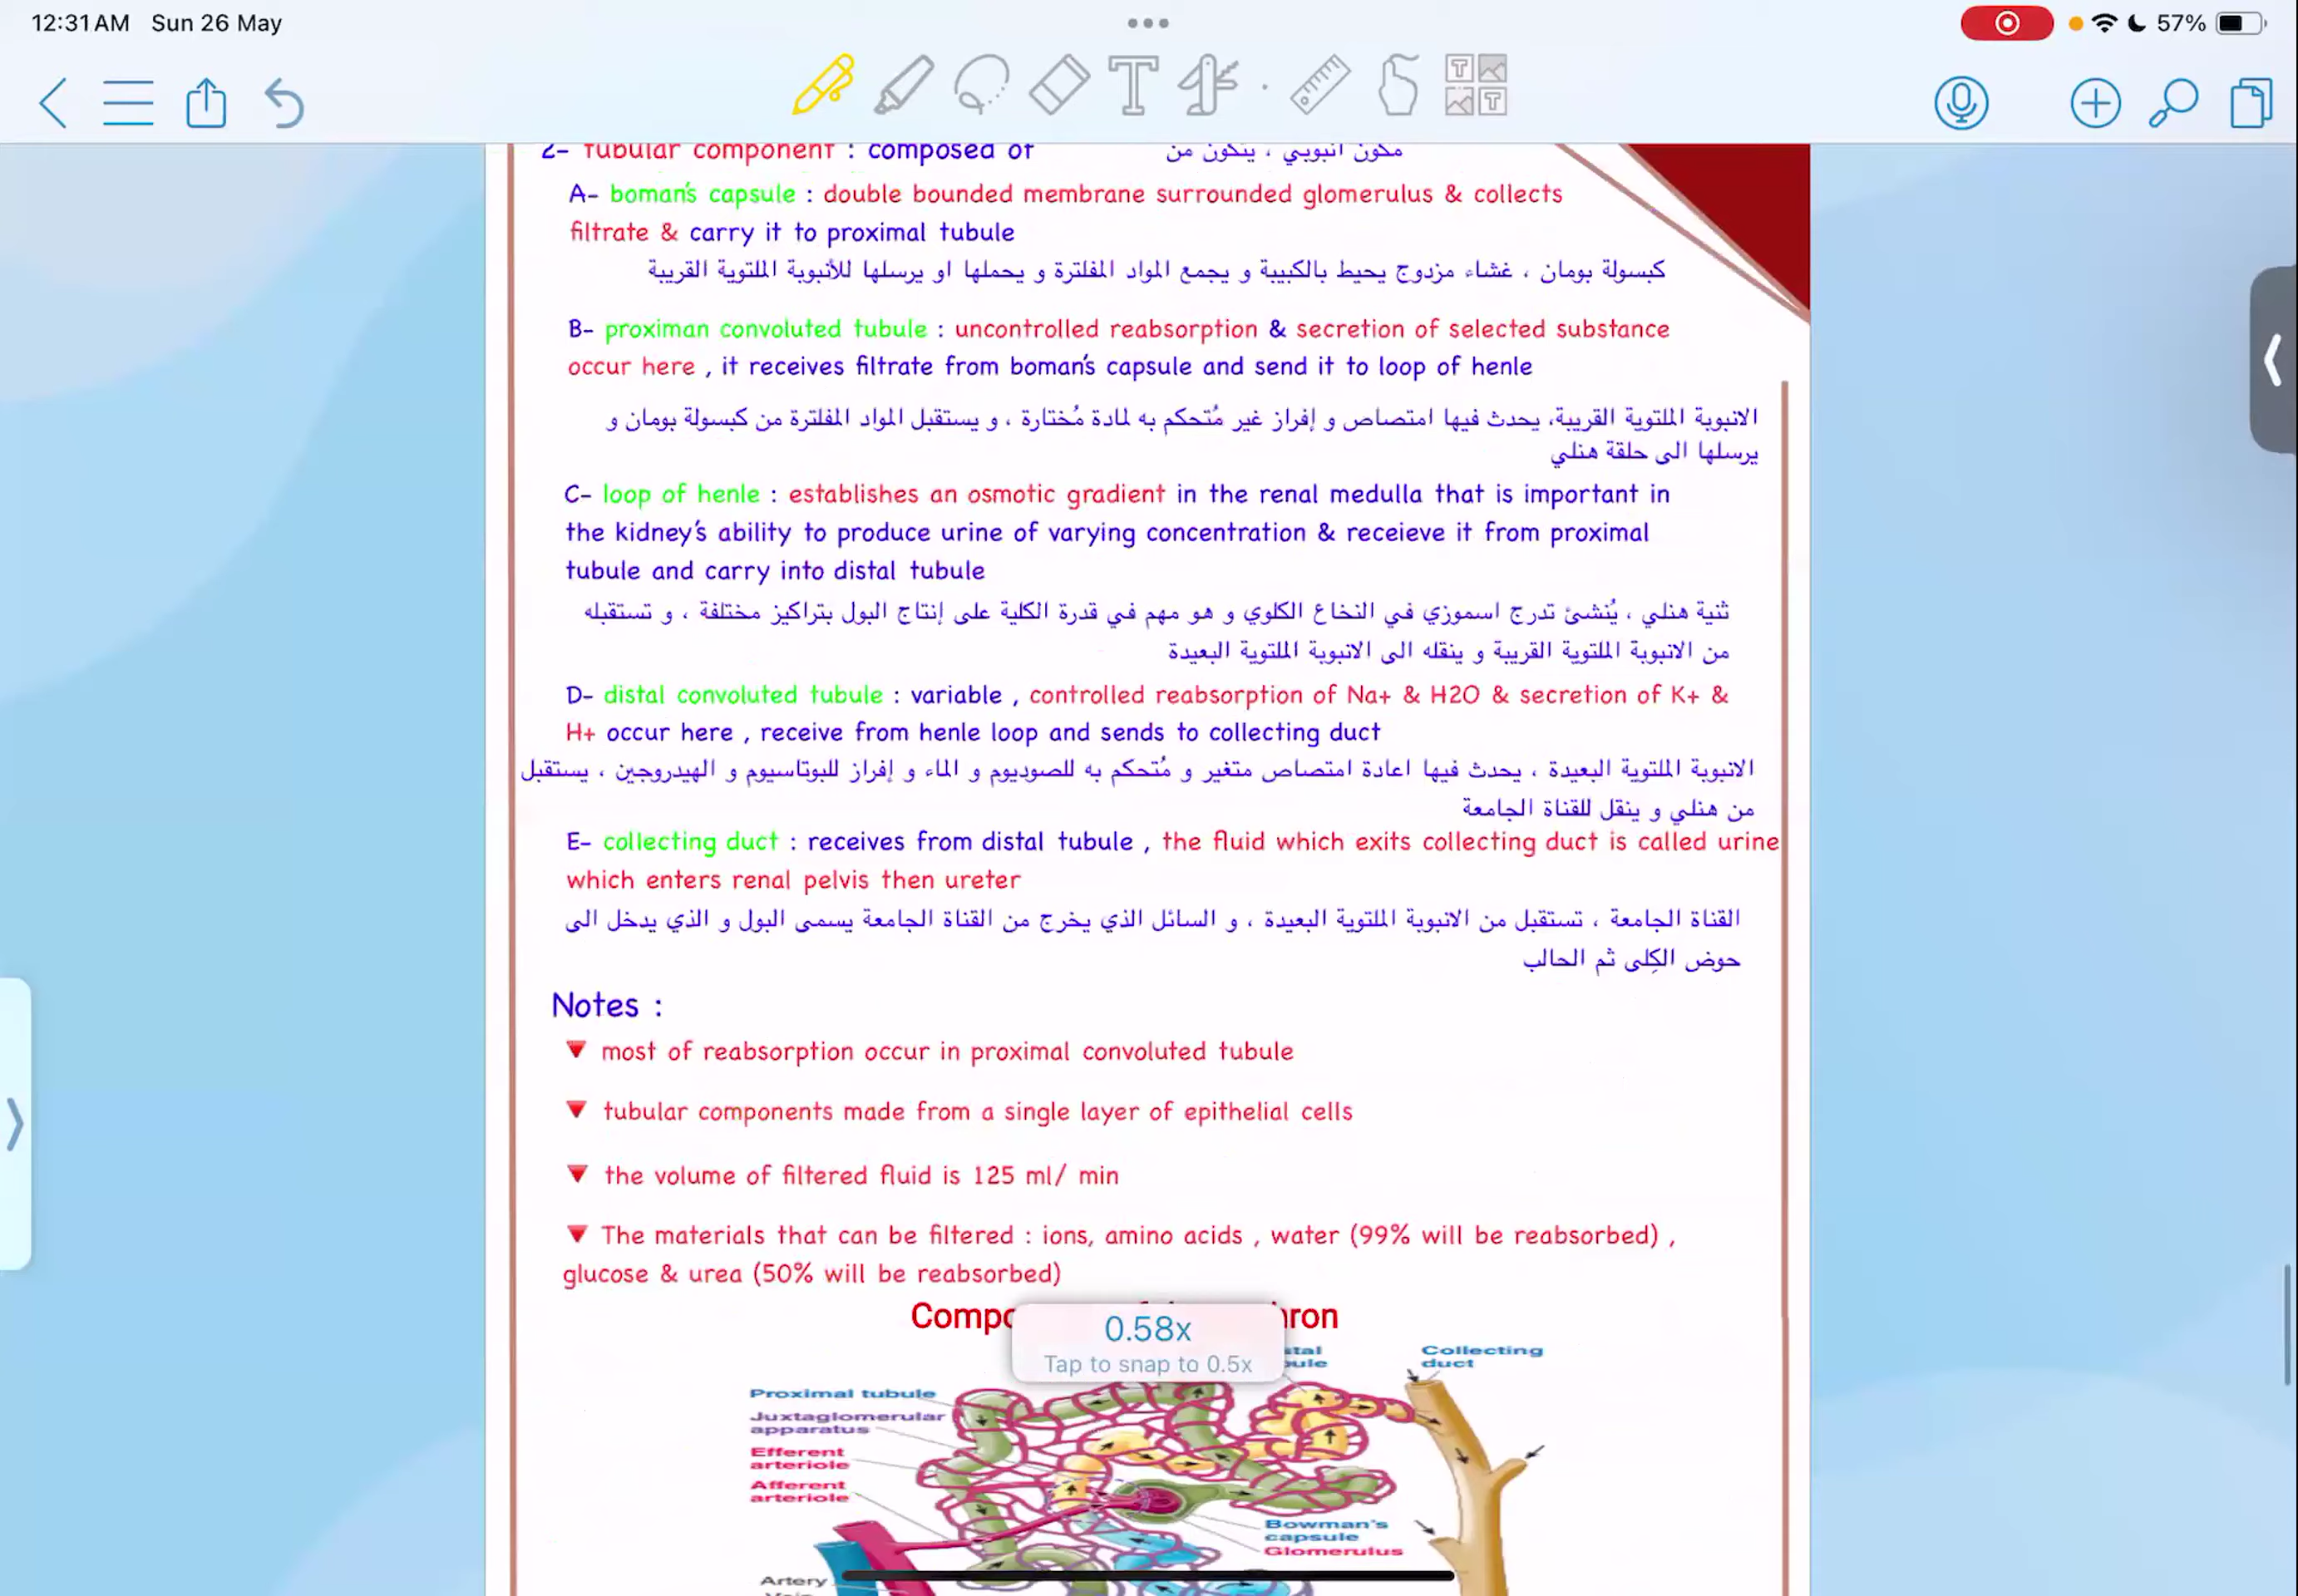 12:31 AM Sun 26 May
57%
2- tubular component : composed of مكون انبوبي ، يتكون من
A- boman's capsule : double bounded membrane surrounded glomerulus & collects
filtrate & carry it to proximal tubule
كبسولة بومان ، غشاء مزدوج يحيط بالكبيبة و يجمع المواد المفلترة و يحملها او يرسلها للأنبوبة الملتوية القريبة
B- proximan convoluted tubule : uncontrolled reabsorption & secretion of selected substance
occur here , it receives filtrate from boman's capsule and send it to loop of henle
الانبوبة الملتوية القريبة، يحدث فيها امتصاص و إفراز غير مُتحكم به لمادة مُختارة ، و يستقبل المواد المفلترة من كبسولة بومان و
يرسلها الى حلقة هنلي
C- loop of henle : establishes an osmotic gradient in the renal medulla that is important in
the kidney's ability to produce urine of varying concentration & receieve it from proximal
tubule and carry into distal tubule
ثنية هنلي ، يُنشئ تدرج اسموزي في النخاع الكلوي و هو مهم في قدرة الكلية على إنتاج البول بتراكيز مختلفة ، و تستقبله
من الانبوبة الملتوية القريبة و ينقله الى الانبوبة الملتوية البعيدة
D- distal convoluted tubule : variable , controlled reabsorption of Na+ & H2O & secretion of K+ &
H+ occur here , receive from henle loop and sends to collecting duct
الانبوبة الملتوية البعيدة ، يحدث فيها اعادة امتصاص متغير و مُتحكم به للصوديوم و الماء و إفراز للبوتاسيوم و الهيدروجين ، يستقبل
من هنلي و ينقل للقناة الجامعة
E- collecting duct : receives from distal tubule , the fluid which exits collecting duct is called urine
which enters renal pelvis then ureter
القناة الجامعة ، تستقبل من الانبوبة الملتوية البعيدة ، و السائل الذي يخرج من القناة الجامعة يسمى البول و الذي يدخل الى
حوض الكِلى ثم الحالب
Notes :
▼ most of reabsorption occur in proximal convoluted tubule
▼ tubular components made from a single layer of epithelial cells
▼ the volume of filtered fluid is 125 ml/ min
▼ The materials that can be filtered : ions, amino acids , water (99% will be reabsorbed) ,
glucose & urea (50% will be reabsorbed)
0.58x
Tap to snap to 0.5x
Collecting
duct
Proximal tubule
Juxtaglomerular
apparatus
Efferent
arteriole
Afferent
arteriole
Bowman's
capsule
Glomerulus
Artery